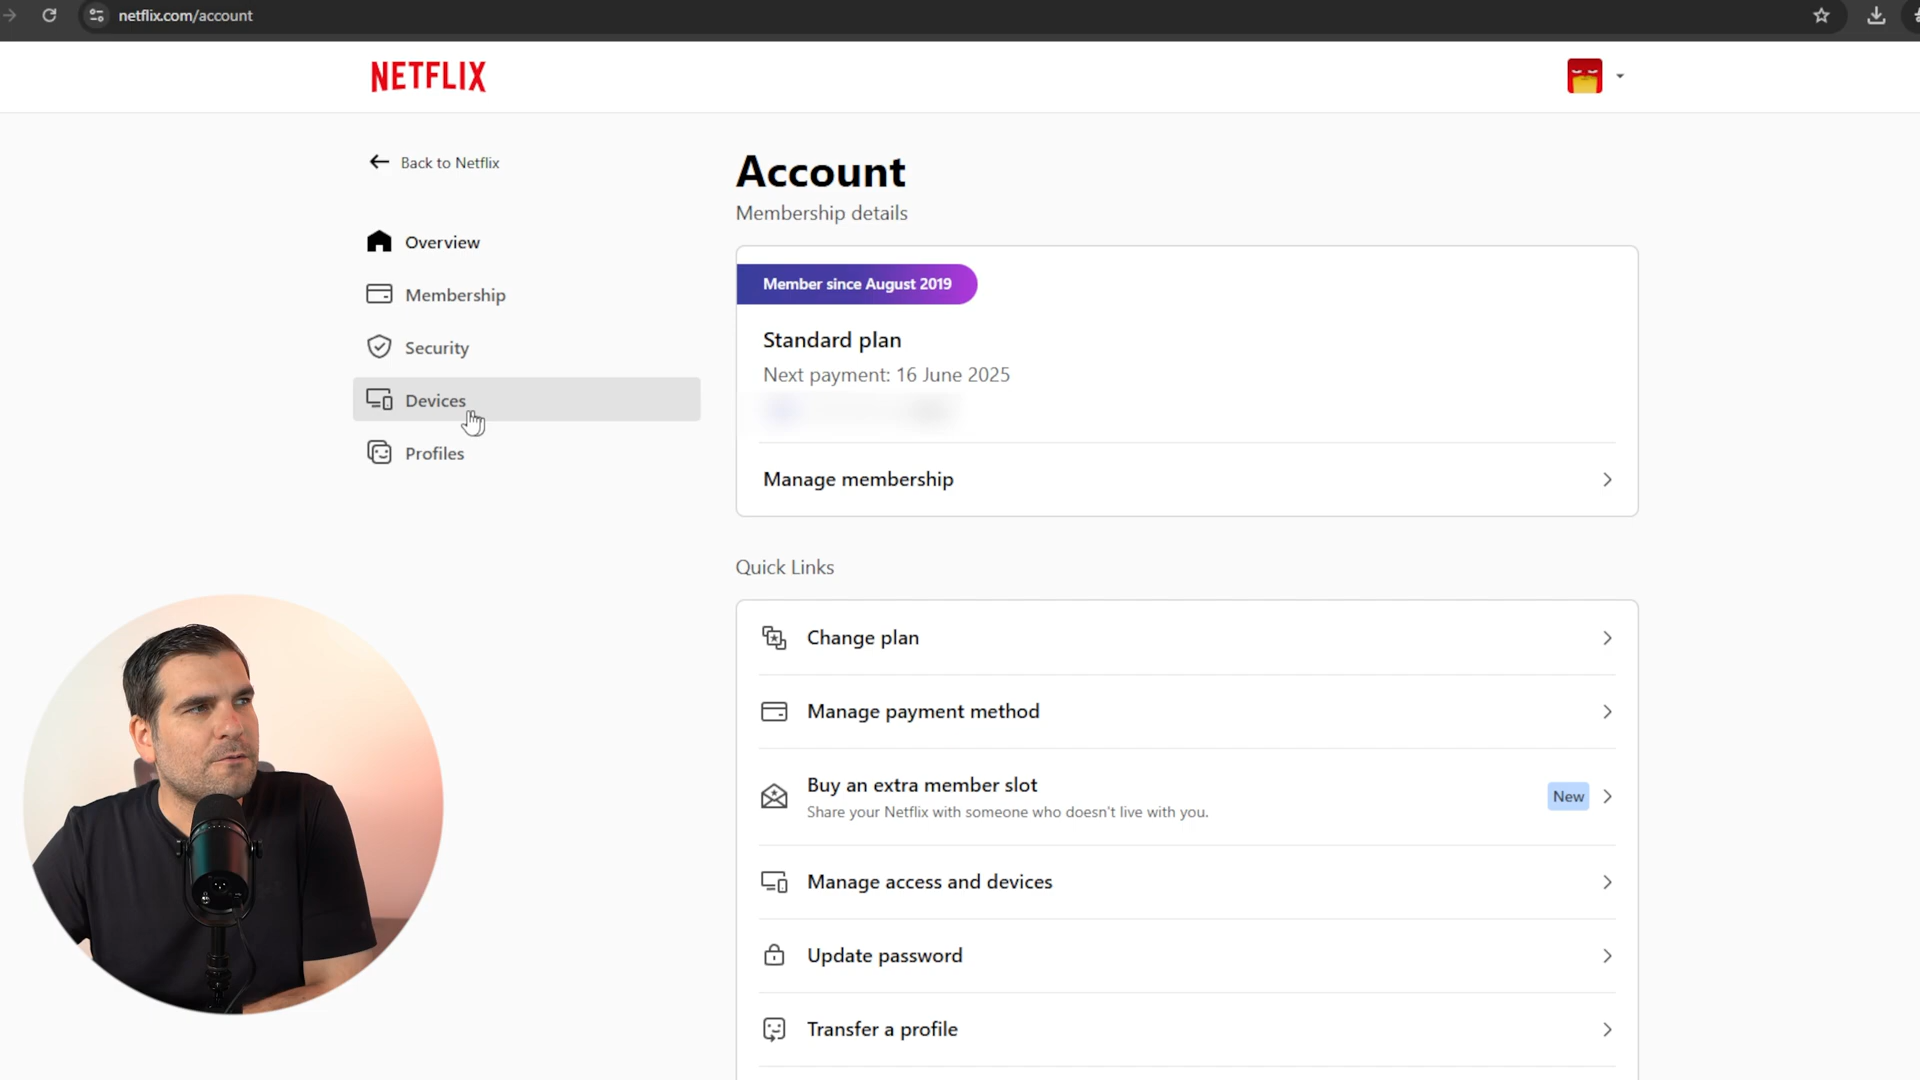 netflix.com/account
NETFLIX
Back to Netflix
Overview
Membership
Security
Devices
Profiles
Account
Membership details
Member since August 2019
Standard plan
Next payment: 16 June 2025
Manage membership
Quick Links
Change plan
Manage payment method
Buy an extra member slot
Share your Netflix with someone who doesn't live with you.
New
Manage access and devices
Update password
Transfer a profile